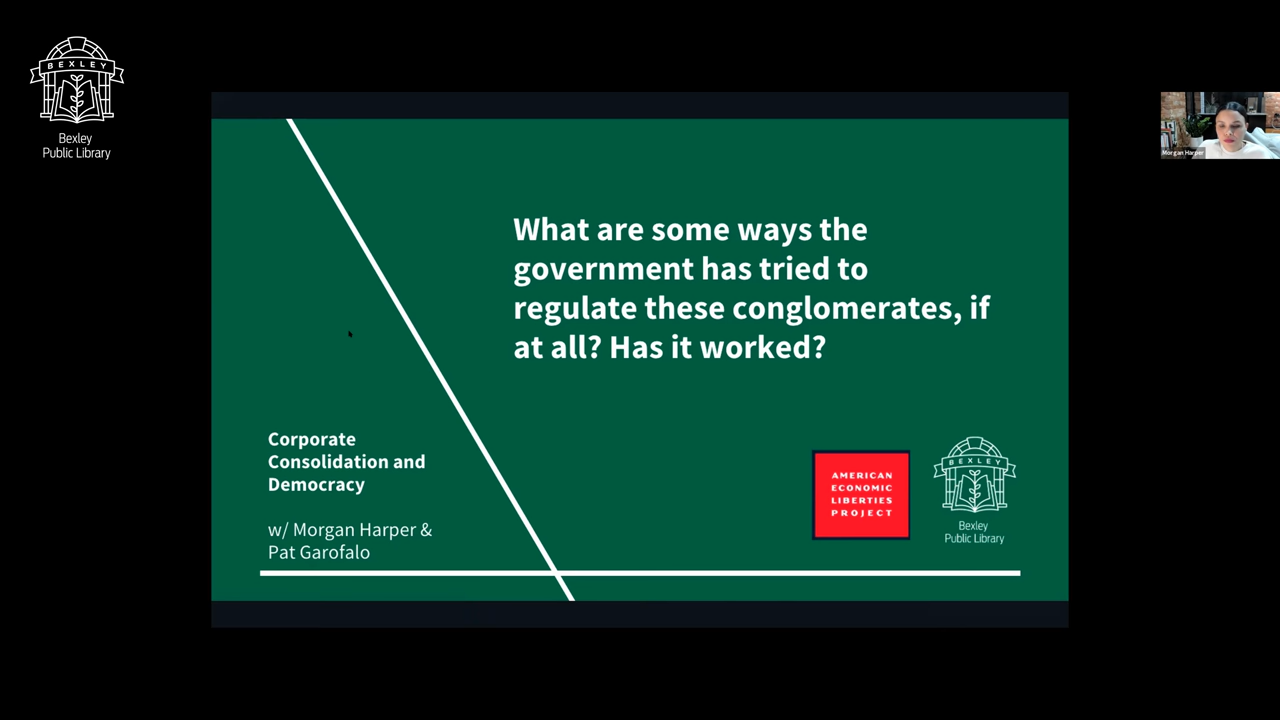 BEXLEY
Bexley
Public Library
Morgan Harper
What are some ways the
government has tried to
regulate these conglomerates, if
at all? Has it worked?
Corporate
Consolidation and
Democracy
w/ Morgan Harper &
Pat Garofalo
AMERICAN
ECONOMIC
LIBERTIES
PROJECT
BEXLEY
Bexley
Public Library